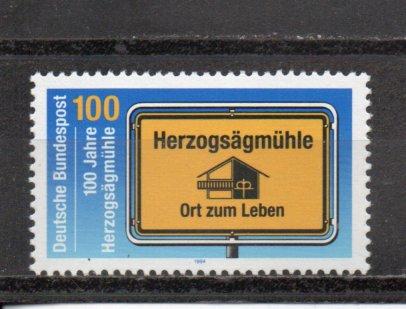 Deutsche Bundespost
100
100 Jahre
Herzogsägmühle
Herzogsägmühle
Ort zum Leben
1994